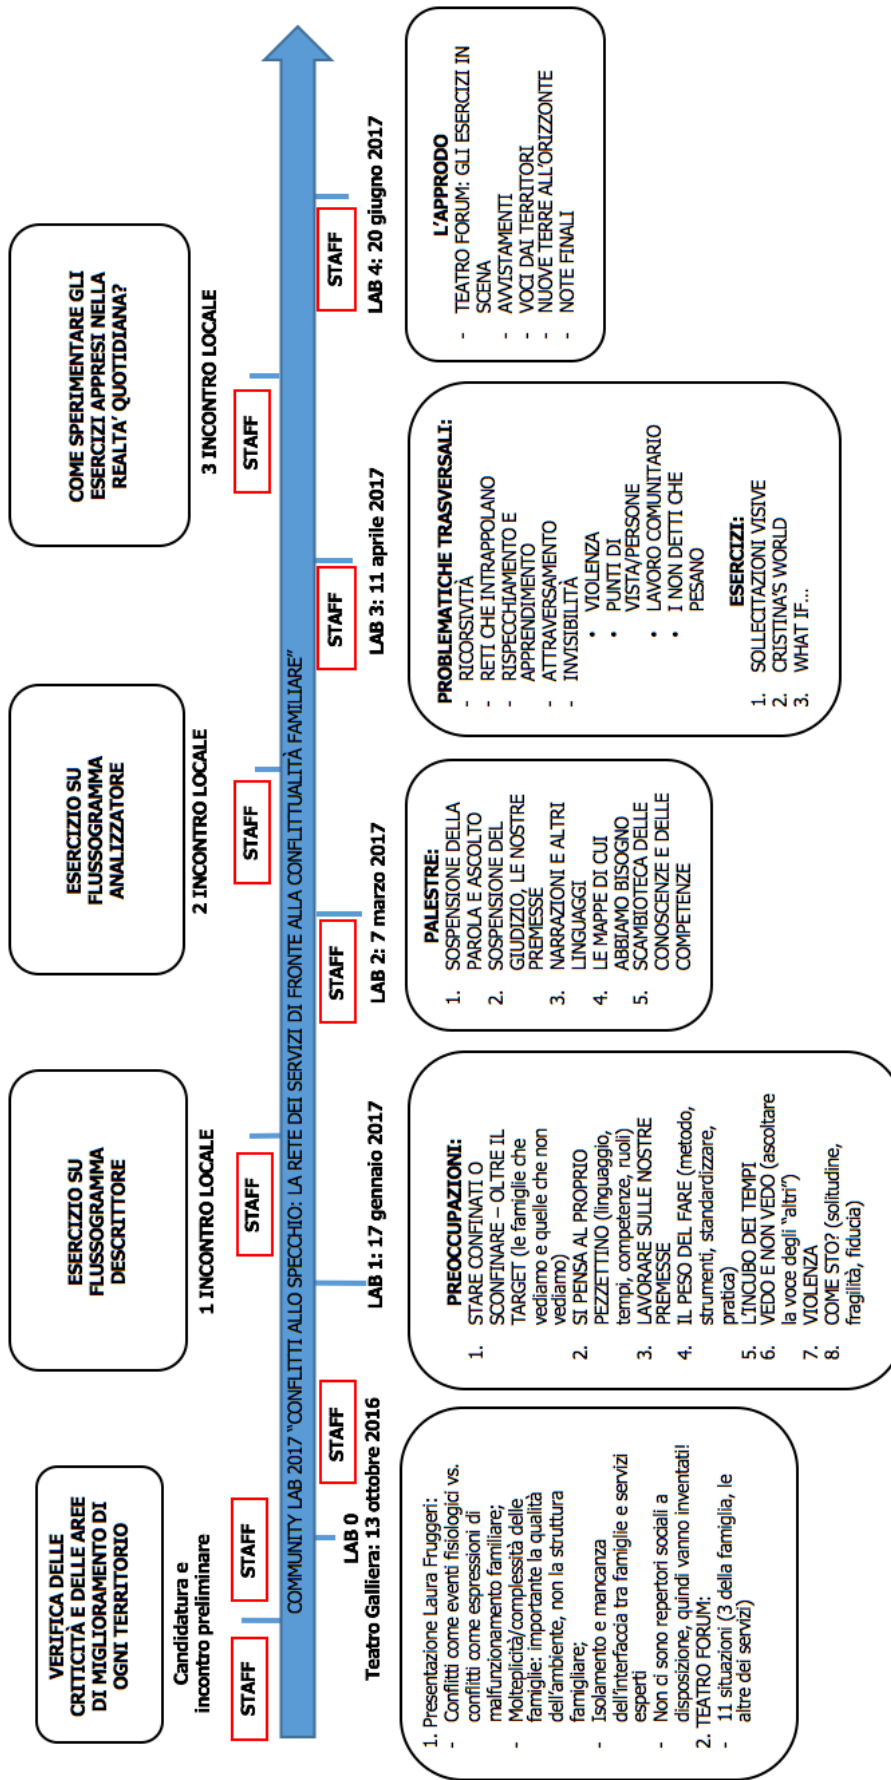 VERIFICA DELLE
CRITICITÀ E DELLE AREE
DI MIGLIORAMENTO DI
OGNI TERRITORIO
Candidatura e
incontro preliminare
STAFF
STAFF
ESERCIZIO SU
FLUSSOGRAMMA
DESCRITTORE
1 INCONTRO LOCALE
STAFF
ESERCIZIO SU
FLUSSOGRAMMA
ANALIZZATORE
2 INCONTRO LOCALE
STAFF
COME SPERIMENTARE GLI
ESERCIZI APPRESI NELLA
REALTA' QUOTIDIANA?
3 INCONTRO LOCALE
STAFF
COMMUNITY LAB 2017 "CONFLITTI ALLO SPECCHIO: LA RETE DEI SERVIZI DI FRONTE ALLA CONFLITTUALITÀ FAMILIARE"
LAB 0
Teatro Galliera: 13 ottobre 2016
STAFF
1. Presentazione Laura Fruggeri:
- Conflitti come eventi fisiologici vs.
conflitti come espressioni di
malfunzionamento familiare;
- Molteplicità/complessità delle
famiglie: importante la qualità
dell'ambiente, non la struttura
famigliare;
- Isolamento e mancanza
dell'interfaccia tra famiglie e servizi
esperti
- Non ci sono repertori sociali a
disposizione, quindi vanno inventati!
2. TEATRO FORUM:
- 11 situazioni (3 della famiglia, le
altre dei servizi)
LAB 1: 17 gennaio 2017
PREOCCUPAZIONI:
1. STARE CONFINATI O
SCONFINARE – OLTRE IL
TARGET (le famiglie che
vediamo e quelle che non
vediamo)
2. SI PENSA AL PROPRIO
PEZZETTINO (linguaggio,
tempi, competenze, ruoli)
3. LAVORARE SULLE NOSTRE
PREMESSE
4. IL PESO DEL FARE (metodo,
strumenti, standardizzare,
pratica)
5. L'INCUBO DEI TEMPI
6. VEDO E NON VEDO (ascoltare
la voce degli "altri")
7. VIOLENZA
8. COME STO? (solitudine,
fragilità, fiducia)
STAFF
LAB 2: 7 marzo 2017
PALESTRE:
1. SOSPENSIONE DELLA
PAROLA E ASCOLTO
2. SOSPENSIONE DEL
GIUDIZIO, LE NOSTRE
PREMESSE
3. NARRAZIONI E ALTRI
LINGUAGGI
4. LE MAPPE DI CUI
ABBIAMO BISOGNO
5. SCAMBIOTECA DELLE
CONOSCENZE E DELLE
COMPETENZE
STAFF
LAB 3: 11 aprile 2017
PROBLEMATICHE TRASVERSALI:
- RICORSIVITÀ
- RETI CHE INTRAPPOLANO
- RISPECCHIAMENTO E
APPRENDIMENTO
- ATTRAVERSAMENTO
- INVISIBILITÀ
• VIOLENZA
• PUNTI DI
VISTA/PERSONE
• LAVORO COMUNITARIO
• I NON DETTI CHE
PESANO
ESERCIZI:
1. SOLLECITAZIONI VISIVE
2. CRISTINA'S WORLD
3. WHAT IF...
STAFF
LAB 4: 20 giugno 2017
L'APPRODO
- TEATRO FORUM: GLI ESERCIZI IN
SCENA
- AVVISTAMENTI
- VOCI DAI TERRITORI
- NUOVE TERRE ALL'ORIZZONTE
- NOTE FINALI